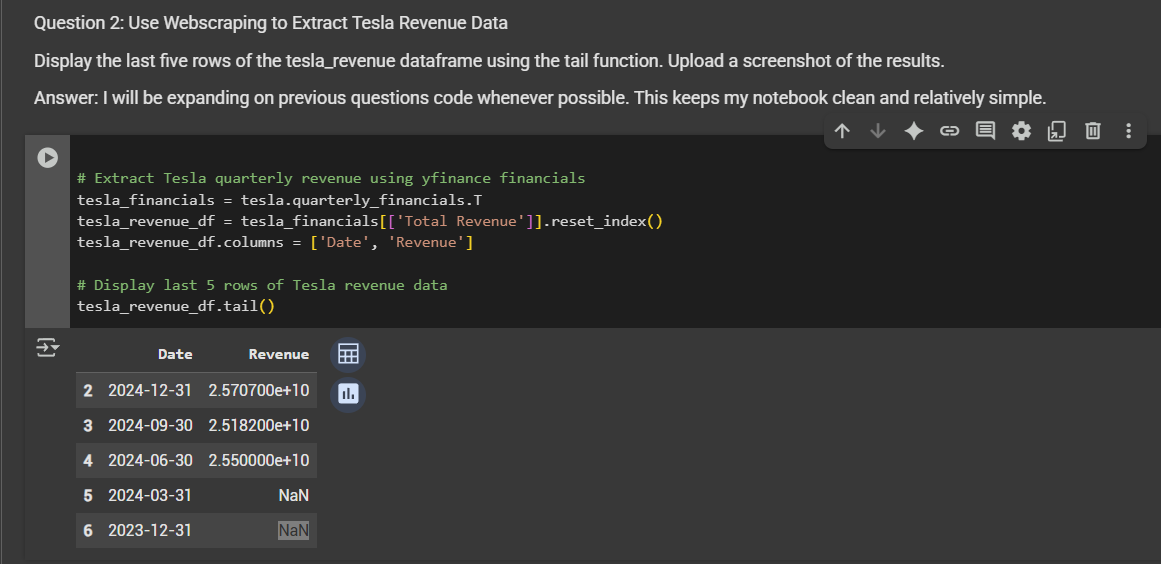 Question 2: Use Webscraping to Extract Tesla Revenue Data
Display the last five rows of the tesla_revenue dataframe using the tail function. Upload a screenshot of the results.
Answer: I will be expanding on previous questions code whenever possible. This keeps my notebook clean and relatively simple.
# Extract Tesla quarterly revenue using yfinance financials
tesla_financials = tesla.quarterly_financials.T
tesla_revenue_df = tesla_financials[['Total Revenue']].reset_index()
tesla_revenue_df.columns = ['Date', 'Revenue']
# Display last 5 rows of Tesla revenue data
tesla_revenue_df.tail()
Date Revenue
2 2024-12-31 2.570700e+10
3 2024-09-30 2.518200e+10
4 2024-06-30 2.550000e+10
5 2024-03-31 NaN
6 2023-12-31 NaN